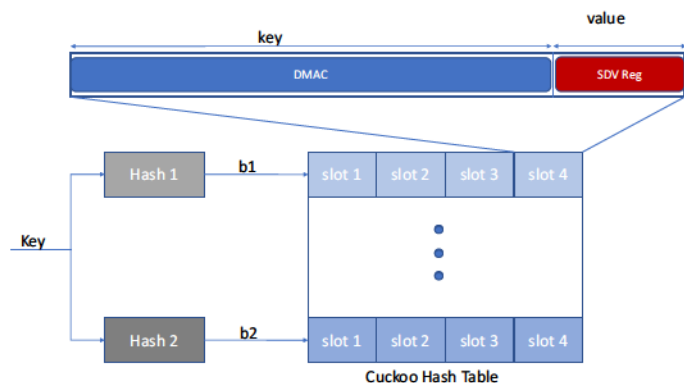 value
key
DMAC
SDV Reg
Hash 1
b1
slot 1
slot 2
slot 3
slot 4
Key
Hash 2
b2
slot 1
slot 2
slot 3
slot 4
Cuckoo Hash Table